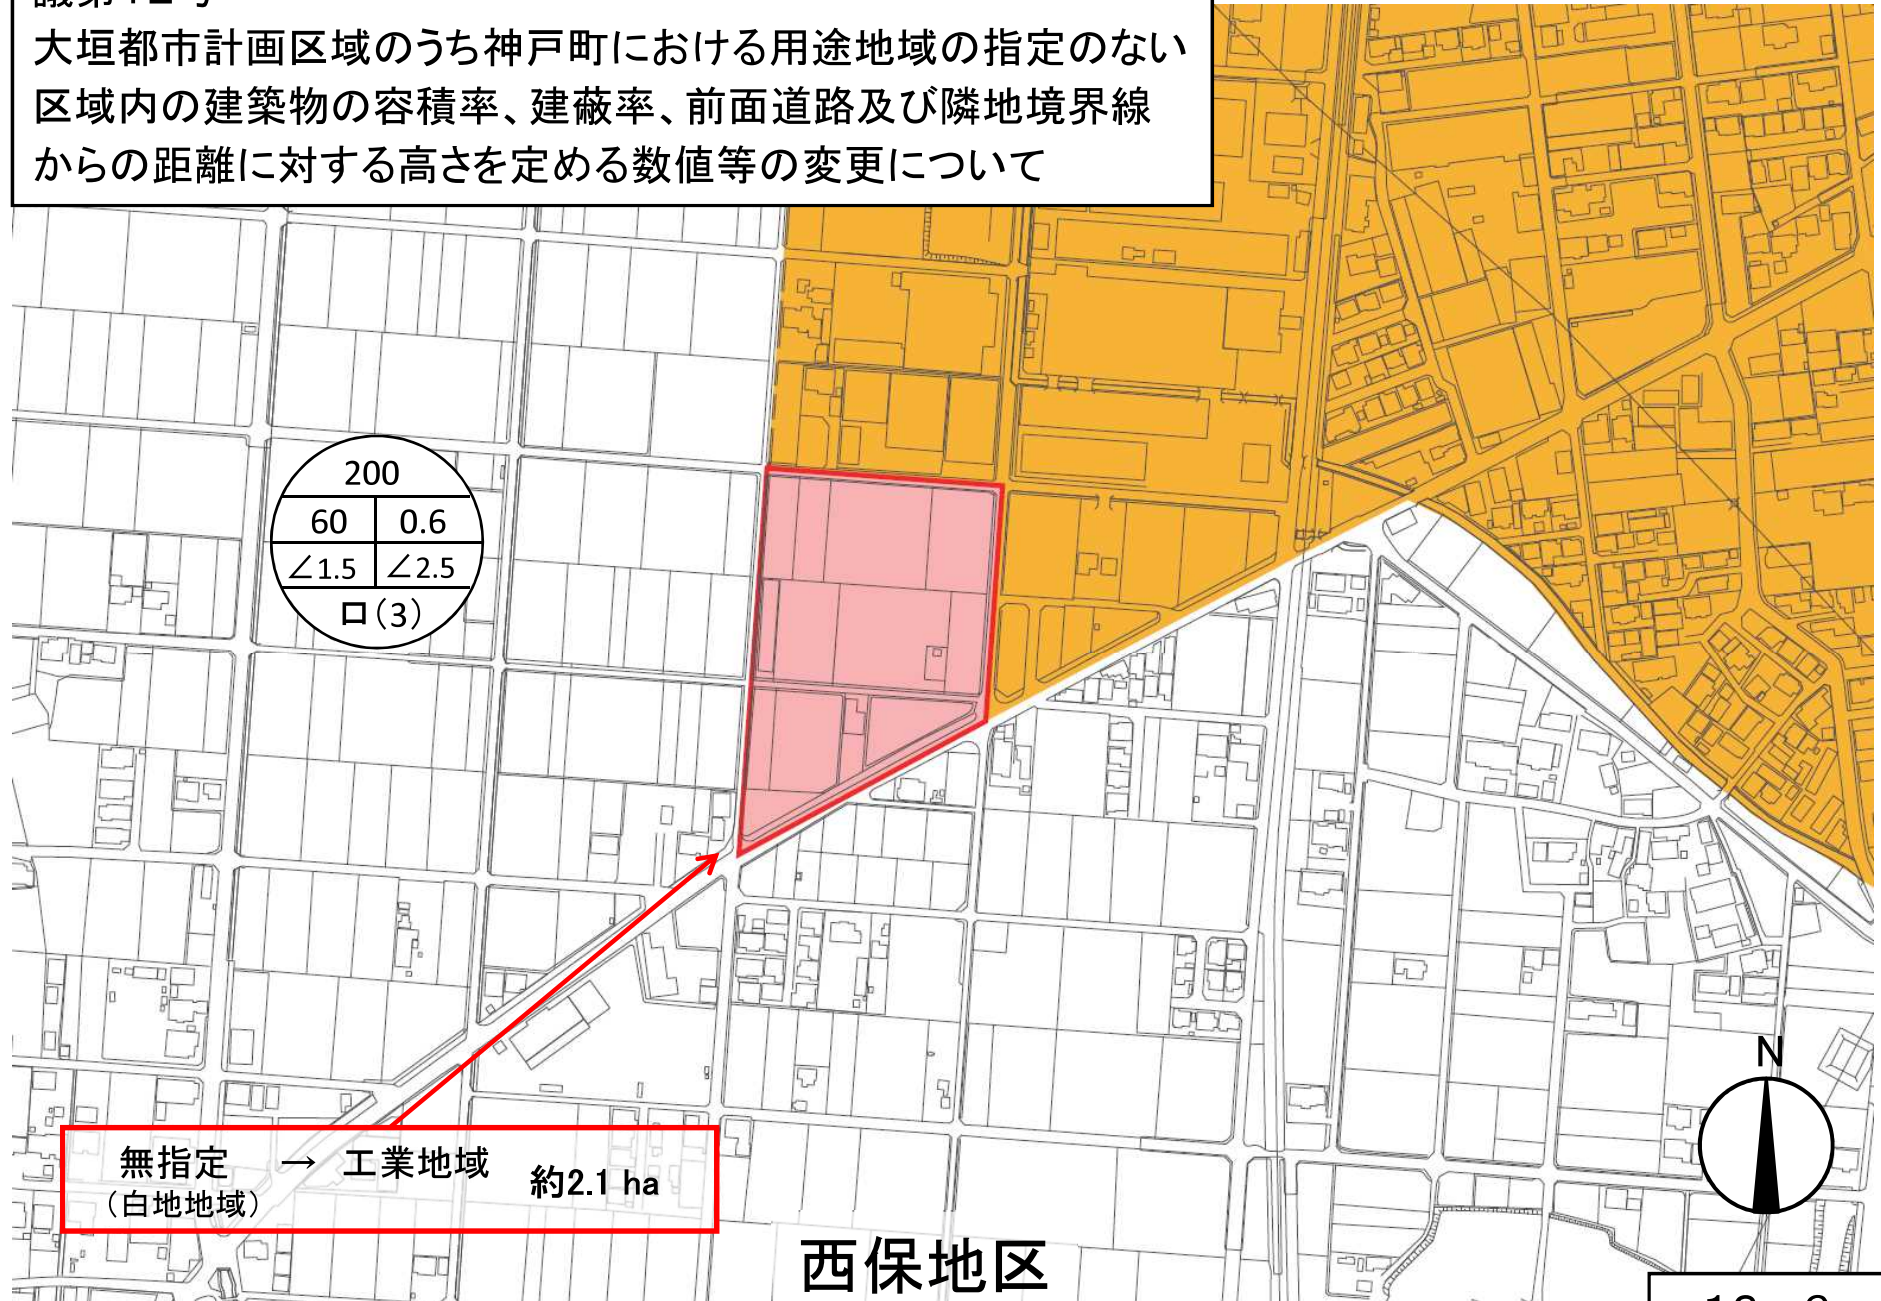 大垣都市計画区域のうち神戸町における用途地域の指定のない
区域内の建築物の容積率、建蔽率、前面道路及び隣地境界線
からの距離に対する高さを定める数値等の変更について
200
60 0.6
∠1.5 ∠2.5
ロ(3)
N
無指定 → 工業地域 約2.1 ha
(白地地域)
西保地区